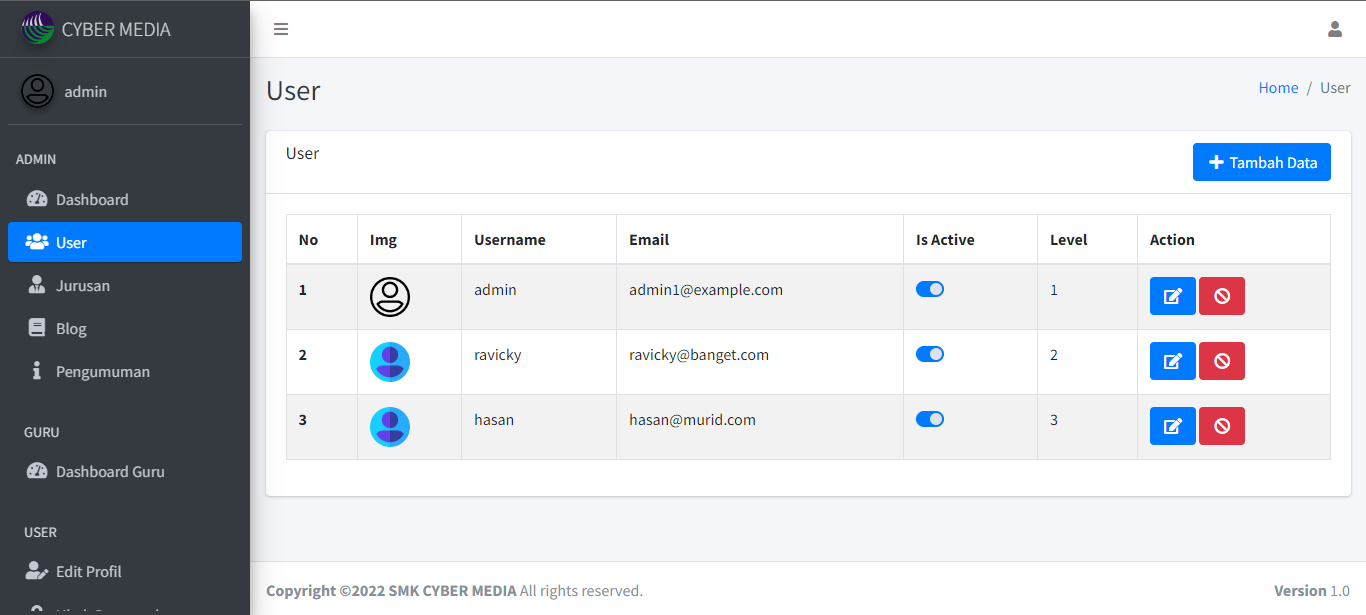 CYBER MEDIA
admin
ADMIN
Dashboard
User
Jurusan
Blog
Pengumuman
GURU
Dashboard Guru
USER
Edit Profil
User
Home / User
User
Tambah Data
No Img Username Email Is Active Level Action
1 admin admin1@example.com 1
2 ravicky ravicky@banget.com 2
3 hasan hasan@murid.com 3
Copyright ©2022 SMK CYBER MEDIA All rights reserved.
Version 1.0